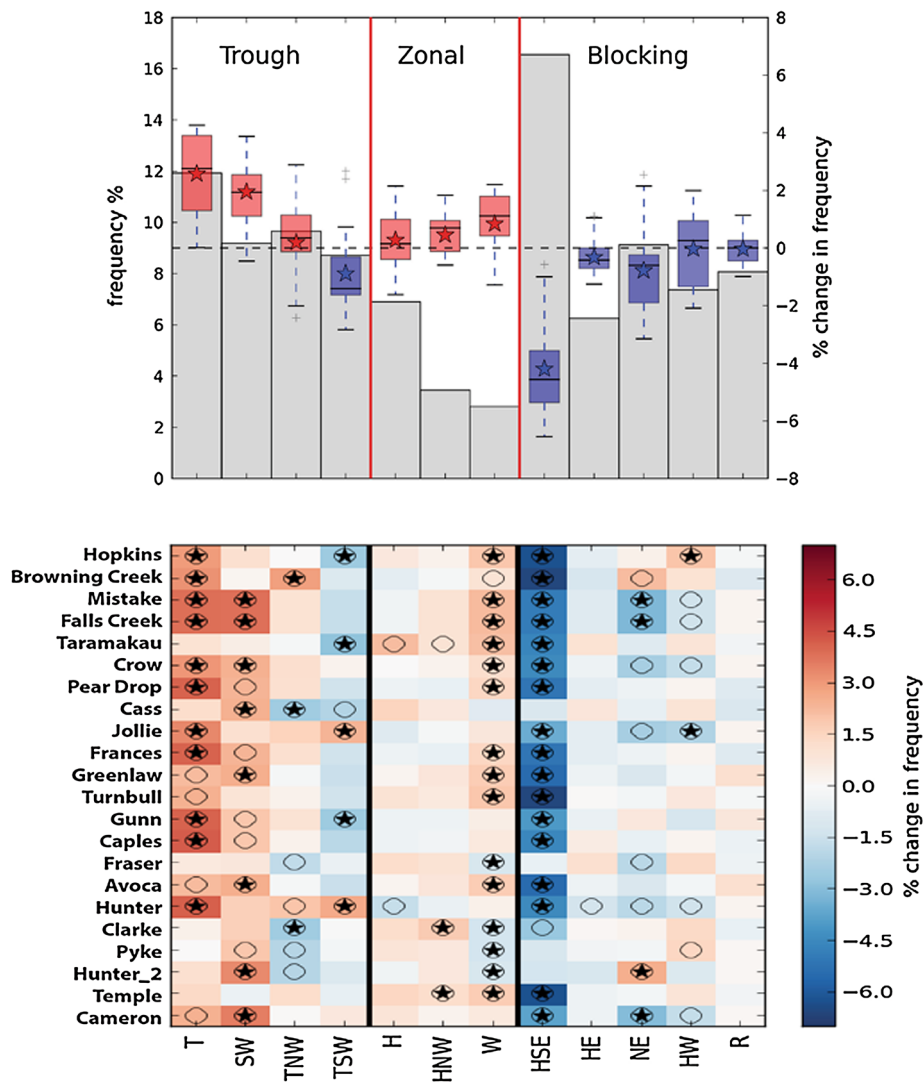 Trough Zonal Blocking
18
16
14
12
10
8
6
4
2
0
frequency %
8
6
4
2
0
−2
−4
−6
−8
% change in frequency
Hopkins
Browning Creek
Mistake
Falls Creek
Taramakau
Crow
Pear Drop
Cass
Jollie
Frances
Greenlaw
Turnbull
Gunn
Caples
Fraser
Avoca
Hunter
Clarke
Pyke
Hunter_2
Temple
Cameron
T SW TNW TSW H HNW W HSE HE NE HW R
6.0
4.5
3.0
1.5
0.0
−1.5
−3.0
−4.5
−6.0
% change in frequency